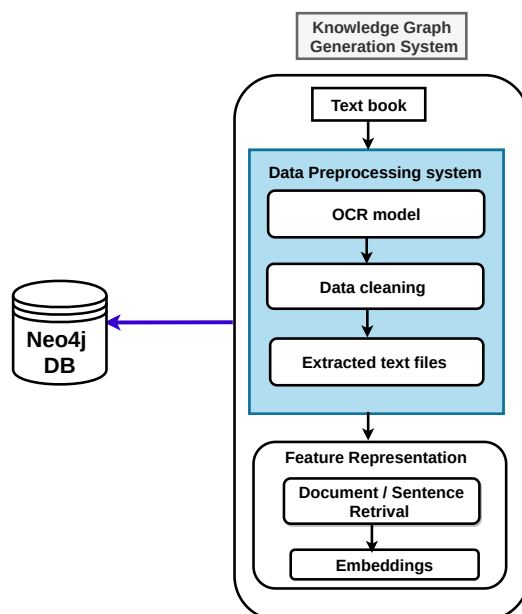 Knowledge Graph
Generation System
Text book
Data Preprocessing system
OCR model
Data cleaning
Extracted text files
Neo4j
DB
Feature Representation
Document / Sentence
Retrival
Embeddings